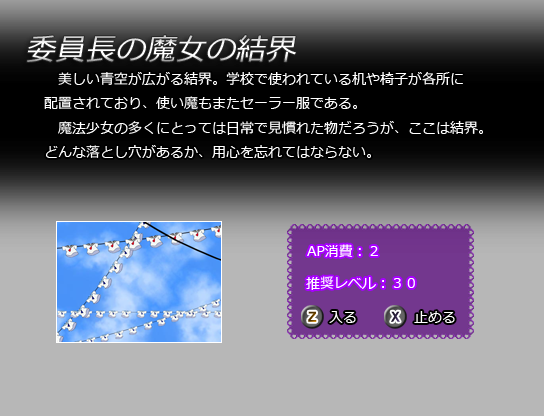 委員長の魔女の結界
美しい青空が広がる結界。学校で使われている机や椅子が各所に
配置されており、使い魔もまたセーラー服である。
魔法少女の多くにとっては日常で見慣れた物だろうが、ここは結界。
どんな落とし穴があるか、用心を忘れてはならない。
AP消費：２
推奨レベル：３０
Z 入る X 止める